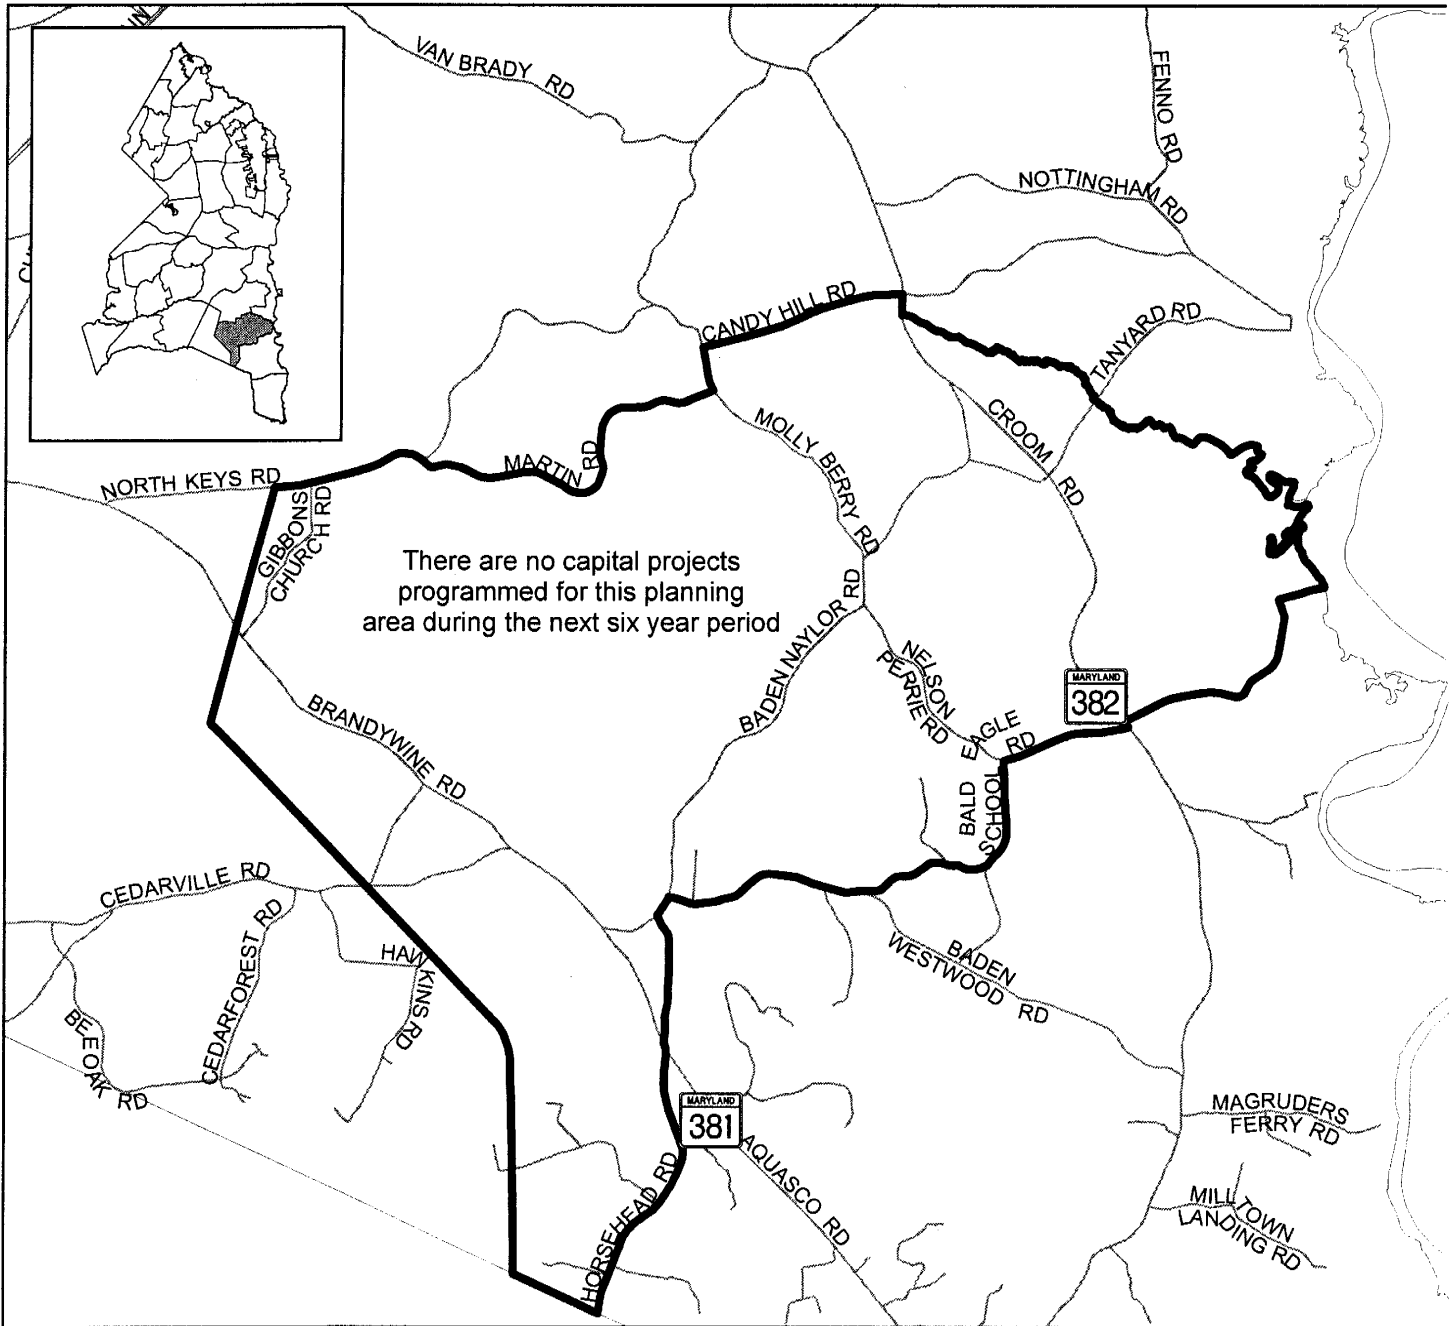 VAN BRADY RD
FENNO RD
NOTTINGHAM RD
CANDY HILL RD
TANYARD RD
MOLLY BERRY RD
CROOM RD
MARTIN RD
NORTH KEYS RD
GIBBONS
CHURCH RD
There are no capital projects
programmed for this planning
area during the next six year period
BADEN NAYLOR RD
NELSON
PERRIE RD
MARYLAND
382
BRANDYWINE RD
EAGLE
RD
BALD
SCHOOL
CEDARVILLE RD
CEDARFOREST RD
HAWKINS RD
BADEN
WESTWOOD RD
BEE OAK RD
MARYLAND
381
AQUASCO RD
MAGRUDERS
FERRY RD
HORSEHEAD RD
MILLTOWN
LANDING RD